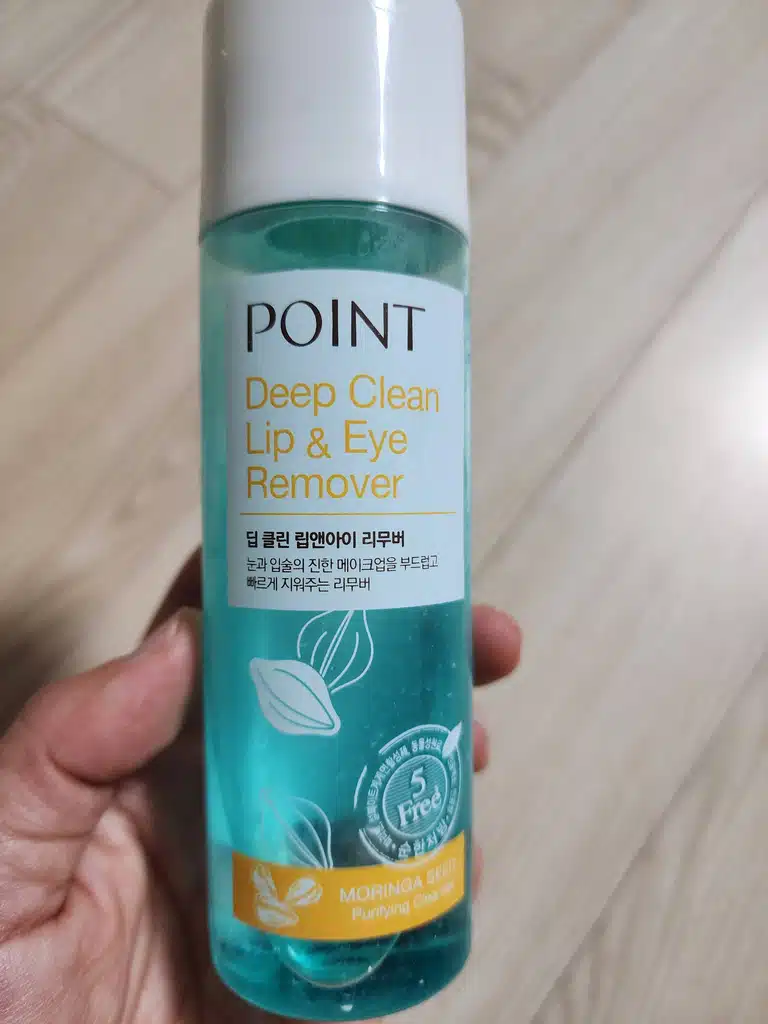 POINT
Deep Clean
Lip & Eye
Remover
딥 클린 립앤아이 리무버
눈과 입술의 진한 메이크업을 부드럽고
빠르게 지워주는 리무버
5
Free
MORINGA SEED
Purifying Cleanser